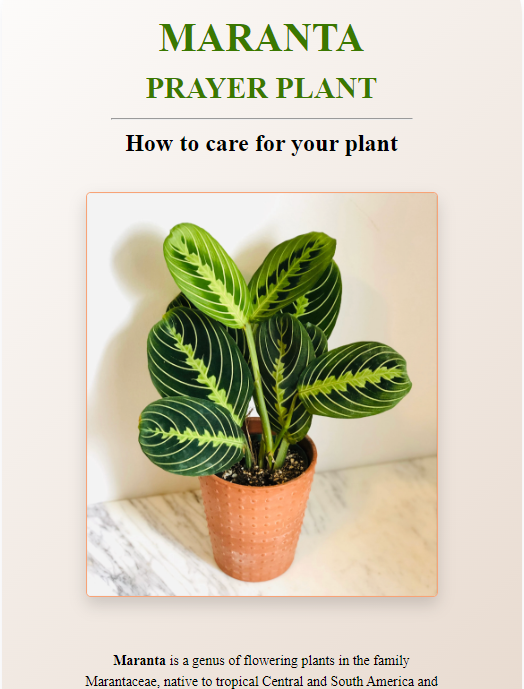 MARANTA
PRAYER PLANT
How to care for your plant
Maranta is a genus of flowering plants in the family
Marantaceae, native to tropical Central and South America and